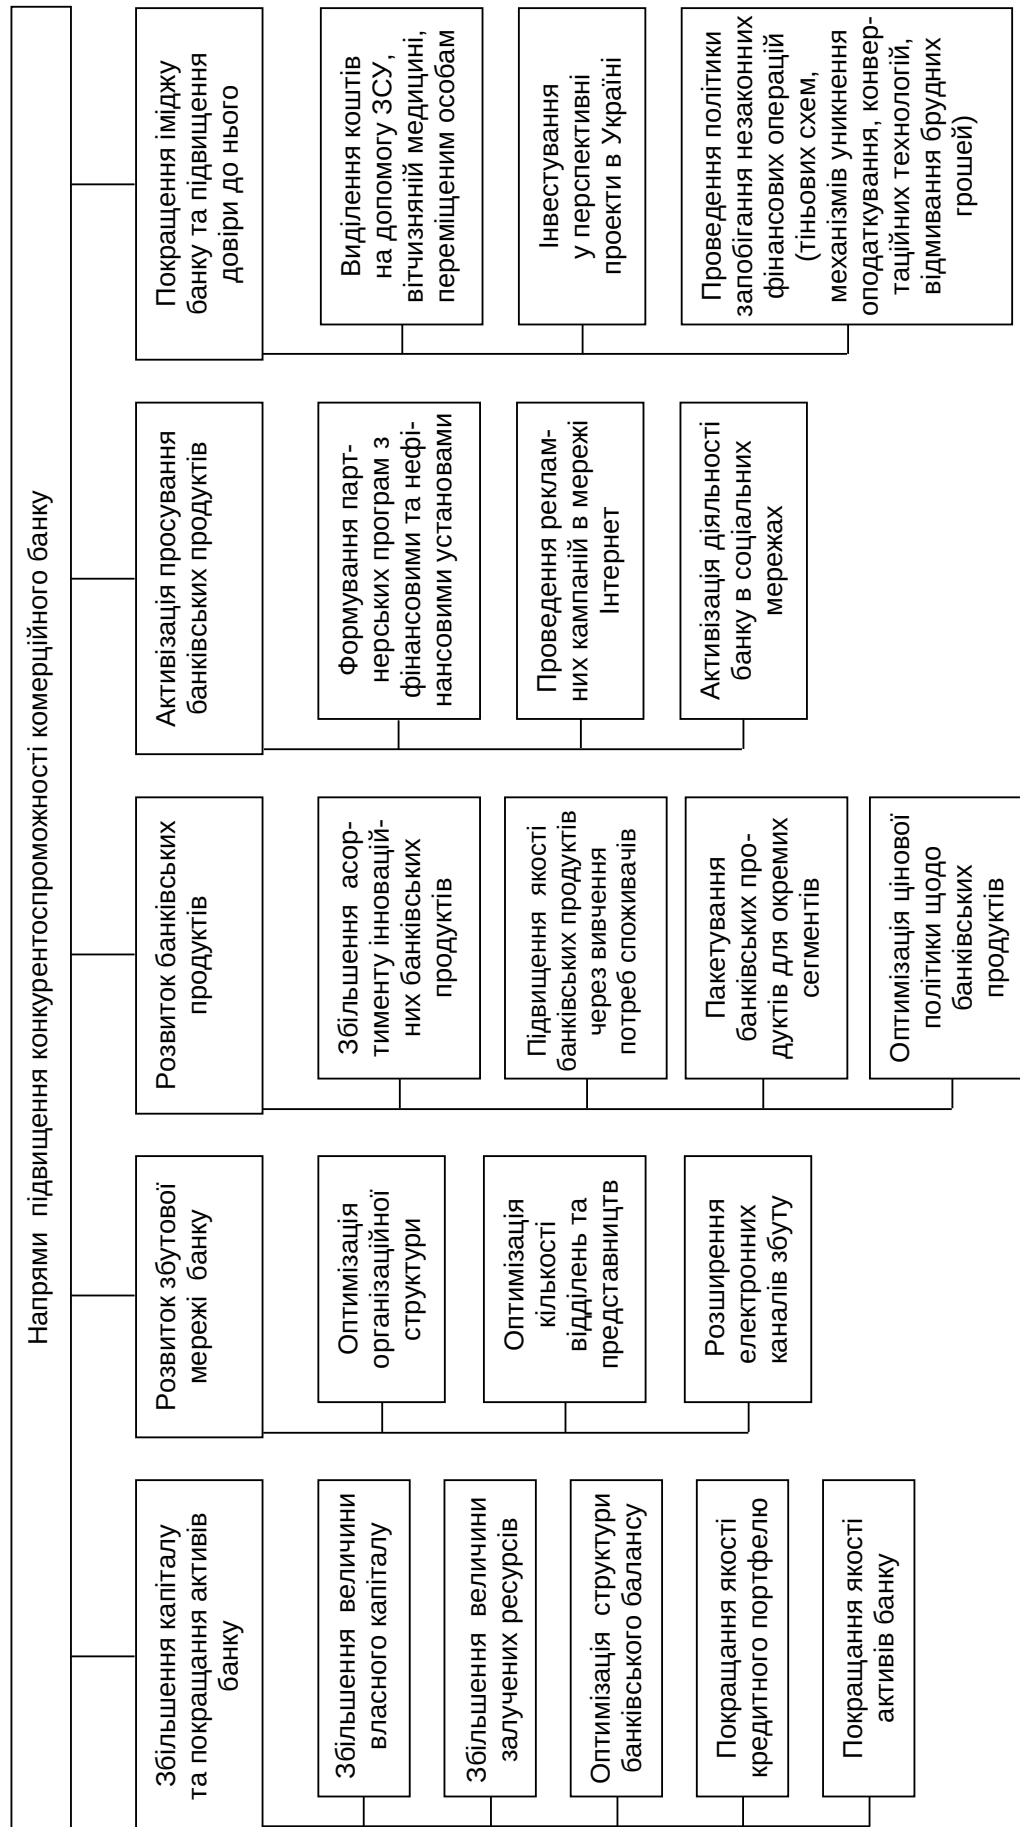 Напрями підвищення конкурентоспроможності комерційного банку
Збільшення капіталу
та покращання активів
банку
Збільшення величини
власного капіталу
Збільшення величини
залучених ресурсів
Оптимізація структури
банківського балансу
Покращання якості
кредитного портфелю
Покращання якості
активів банку
Розвиток збутової
мережі банку
Оптимізація
організаційної
структури
Оптимізація
кількості
відділень та
представництв
Розширення
електронних
каналів збуту
Розвиток банківських
продуктів
Збільшення асор-
тименту інновацій-
них банківських
продуктів
Підвищення якості
банківських продуктів
через вивчення
потреб споживачів
Пакетування
банківських про-
дуктів для окремих
сегментів
Оптимізація цінової
політики щодо
банківських
продуктів
Активізація просування
банківських продуктів
Формування парт-
нерських програм з
фінансовими та нефі-
нансовими установами
Проведення реклам-
них кампаній в мережі
Інтернет
Активізація діяльності
банку в соціальних
мережах
Покращення іміджу
банку та підвищення
довіри до нього
Виділення коштів
на допомогу ЗСУ,
вітчизняній медицині,
переміщеним особам
Інвестування
у перспективні
проекти в Україні
Проведення політики
запобігання незаконних
фінансових операцій
(тіньових схем,
механізмів уникнення
оподаткування, конвер-
таційних технологій,
відмивання брудних
грошей)